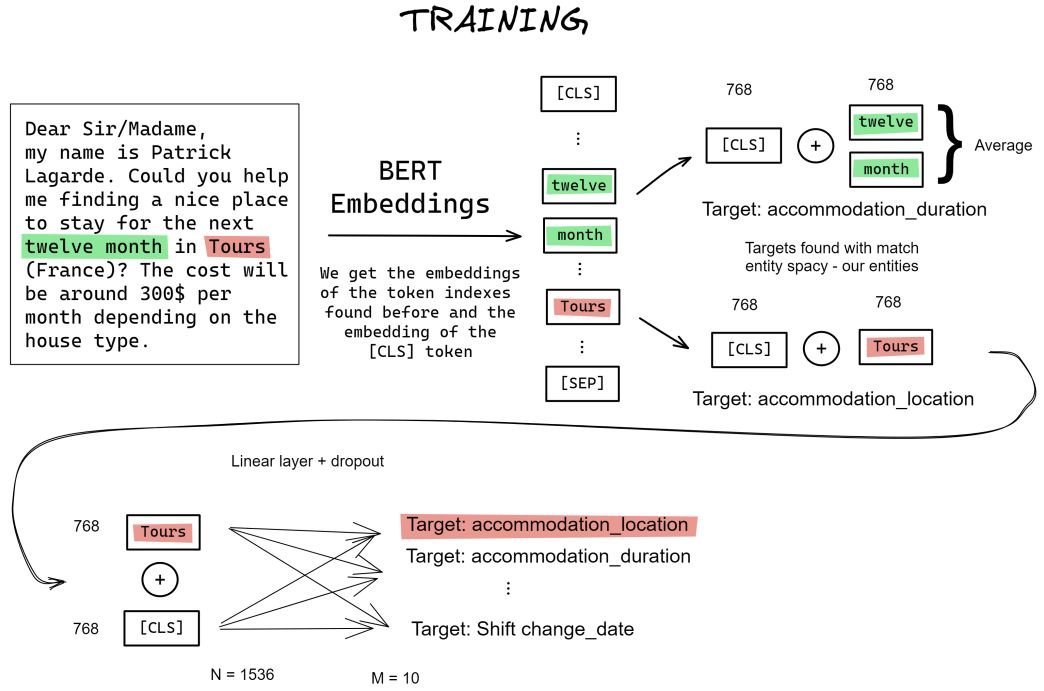 TRAINING
Dear Sir/Madame,
my name is Patrick
Lagarde. Could you help
me finding a nice place
to stay for the next
twelve month in Tours
(France)? The cost will
be around 300$ per
month depending on the
house type.
BERT
Embeddings
We get the embeddings
of the token indexes
found before and the
embedding of the
[CLS] token
[CLS]
⋮
twelve
month
⋮
Tours
⋮
[SEP]
768
768
[CLS]
+
twelve
month
}
Average
Target: accommodation_duration
Targets found with match
entity spacy - our entities
768
768
[CLS]
+
Tours
Target: accommodation_location
Linear layer + dropout
768
Tours
+
768
[CLS]
N = 1536
Target: accommodation_location
Target: accommodation_duration
⋮
Target: Shift change_date
M = 10